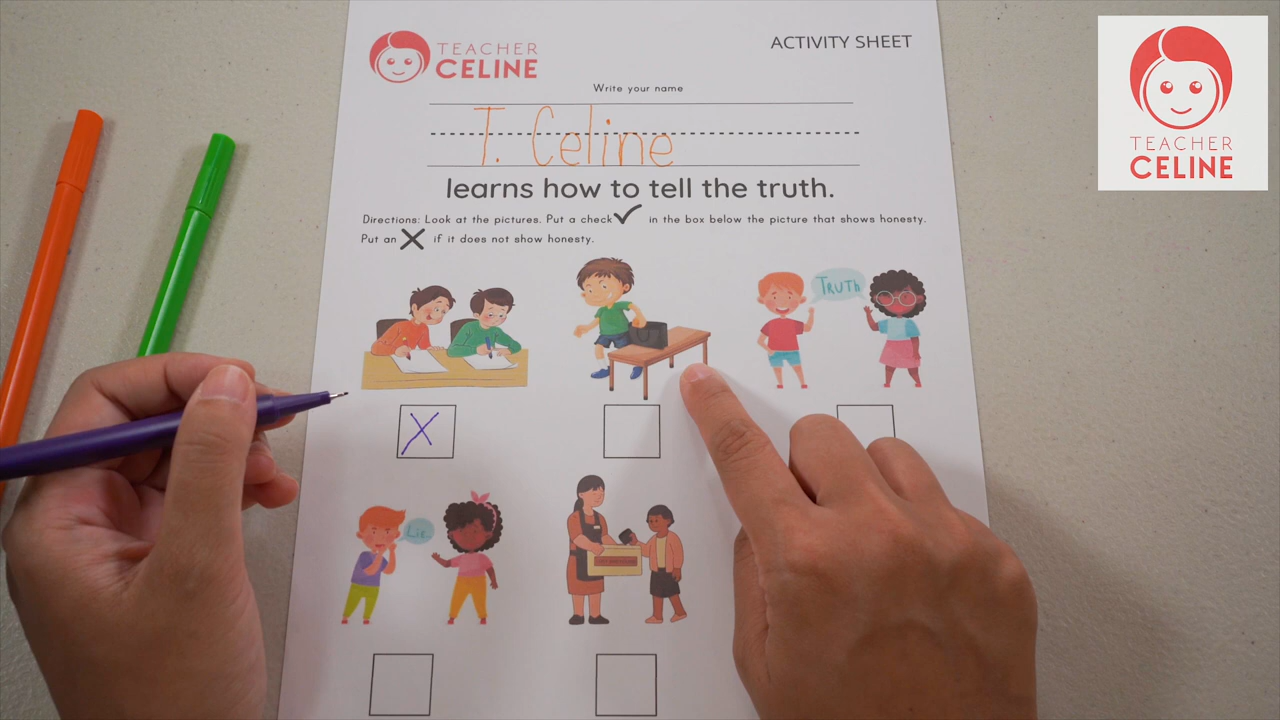 TEACHER
CELINE
ACTIVITY SHEET
Write your name
T. Celine
learns how to tell the truth.
Directions: Look at the pictures. Put a check ✓ in the box below the picture that shows honesty.
Put an X if it does not show honesty.
TRUTH
X
LIE
TEACHER
CELINE